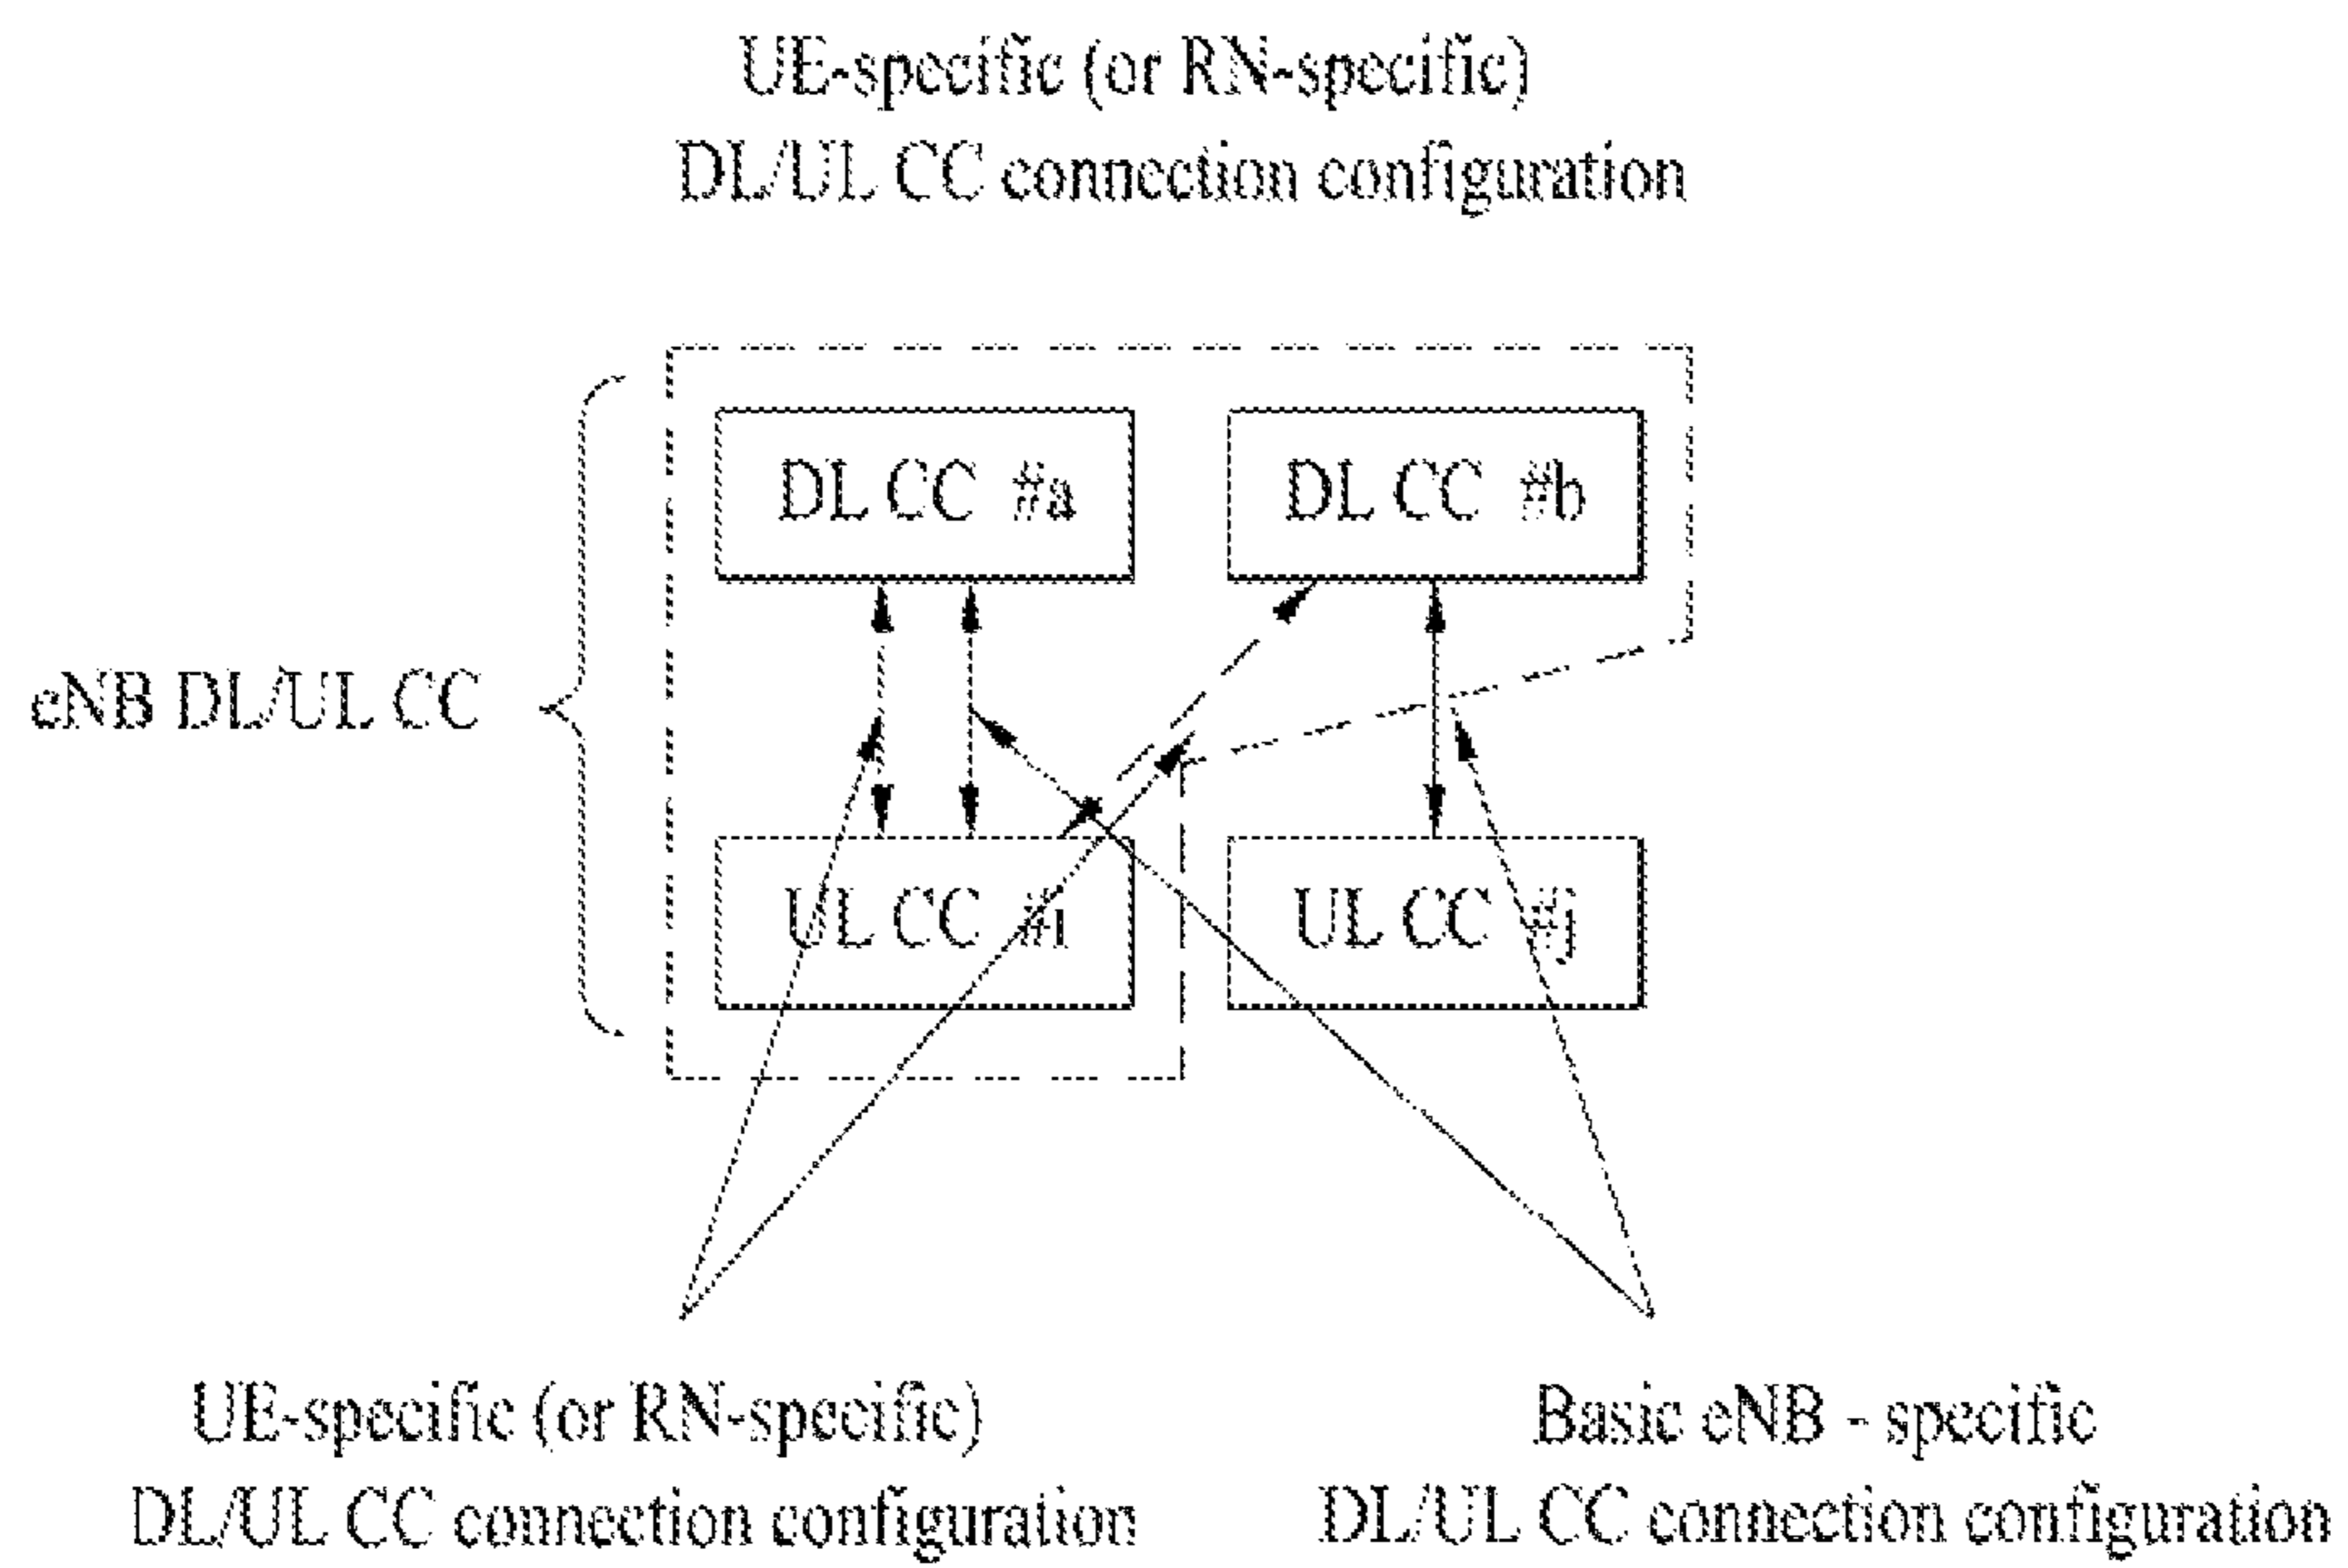 UE-specific (or RN-specific)
DL/UL CC connection configuration
DL CC #a
DL CC #b
eNB DL/UL CC
UL CC #i
UL CC #j
UE-specific (or RN-specific)
DL/UL CC connection configuration
Basic eNB - specific
DL/UL CC connection configuration